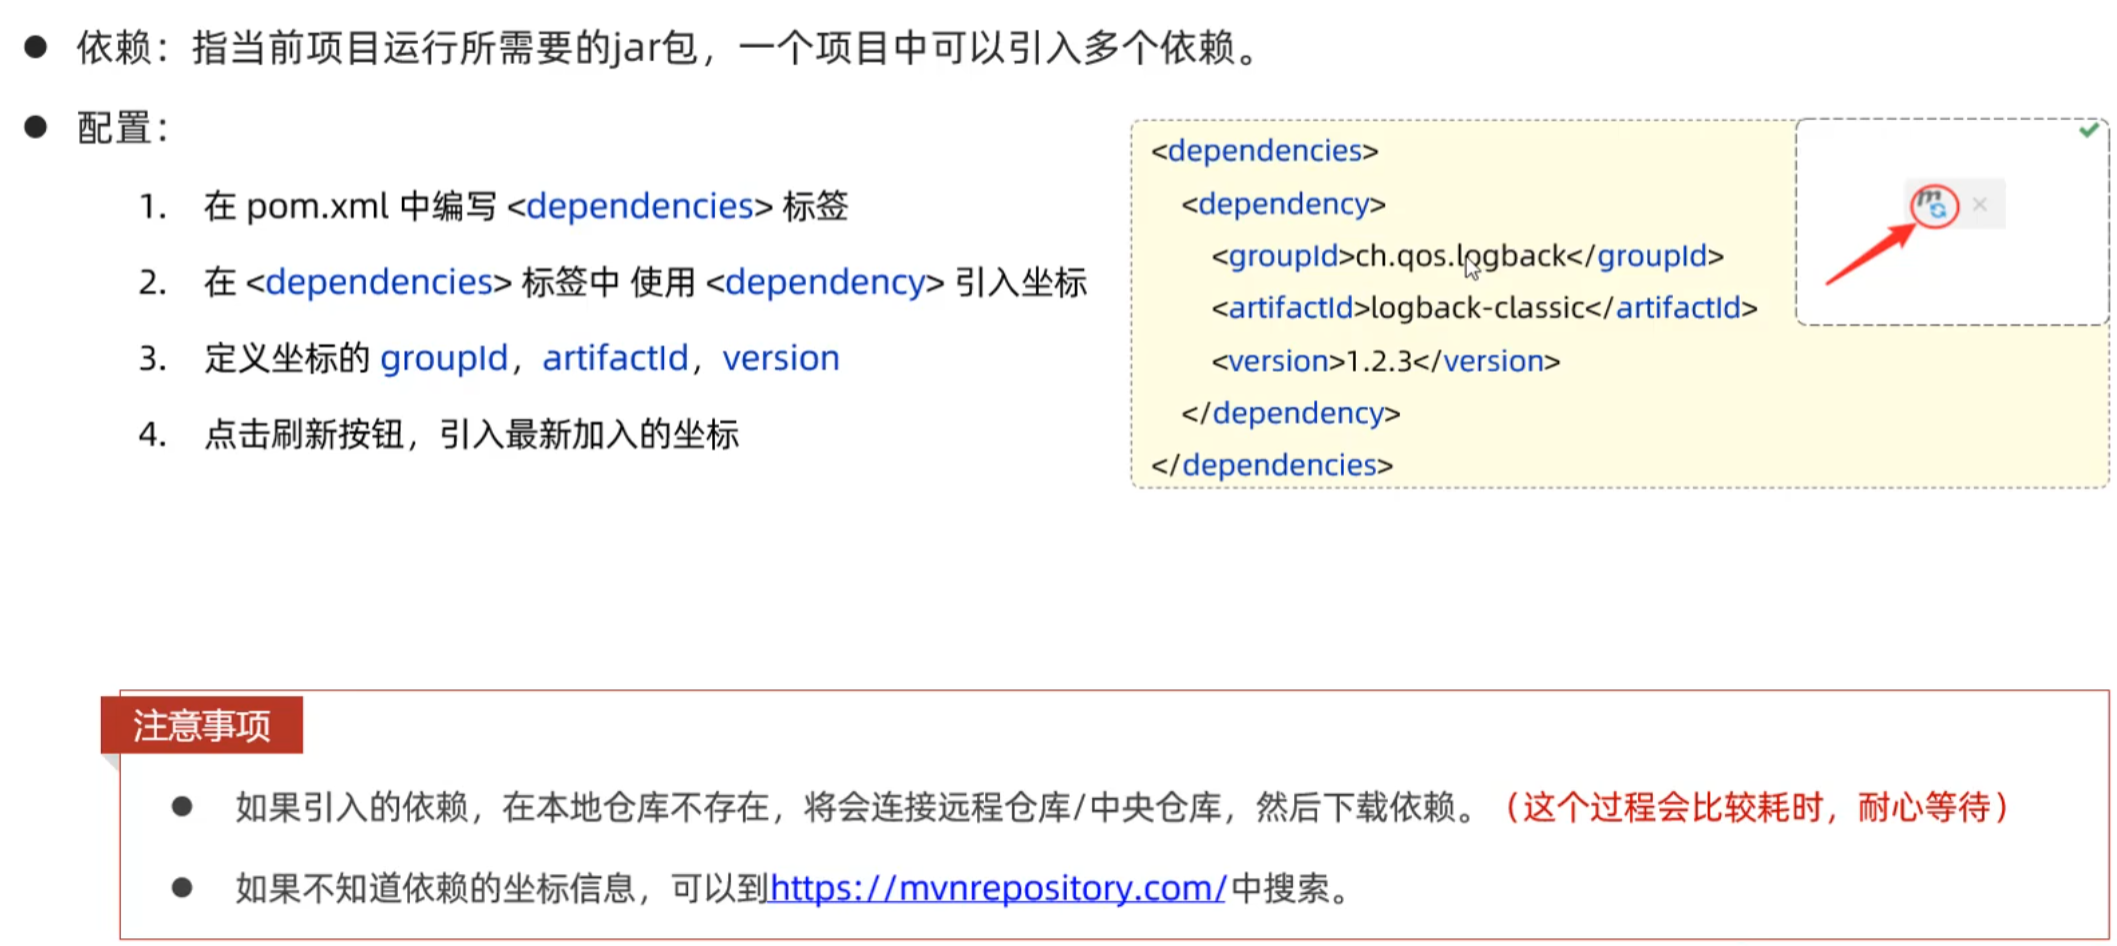 依赖：指当前项目运行所需要的jar包，一个项目中可以引入多个依赖。
配置：
1. 在 pom.xml 中编写 <dependencies> 标签
2. 在 <dependencies> 标签中 使用 <dependency> 引入坐标
3. 定义坐标的 groupId，artifactId，version
4. 点击刷新按钮，引入最新加入的坐标
<dependencies>
<dependency>
<groupId>ch.qos.logback</groupId>
<artifactId>logback-classic</artifactId>
<version>1.2.3</version>
</dependency>
</dependencies>
m
注意事项
如果引入的依赖，在本地仓库不存在，将会连接远程仓库/中央仓库，然后下载依赖。（这个过程会比较耗时，耐心等待）
如果不知道依赖的坐标信息，可以到https://mvnrepository.com/中搜索。